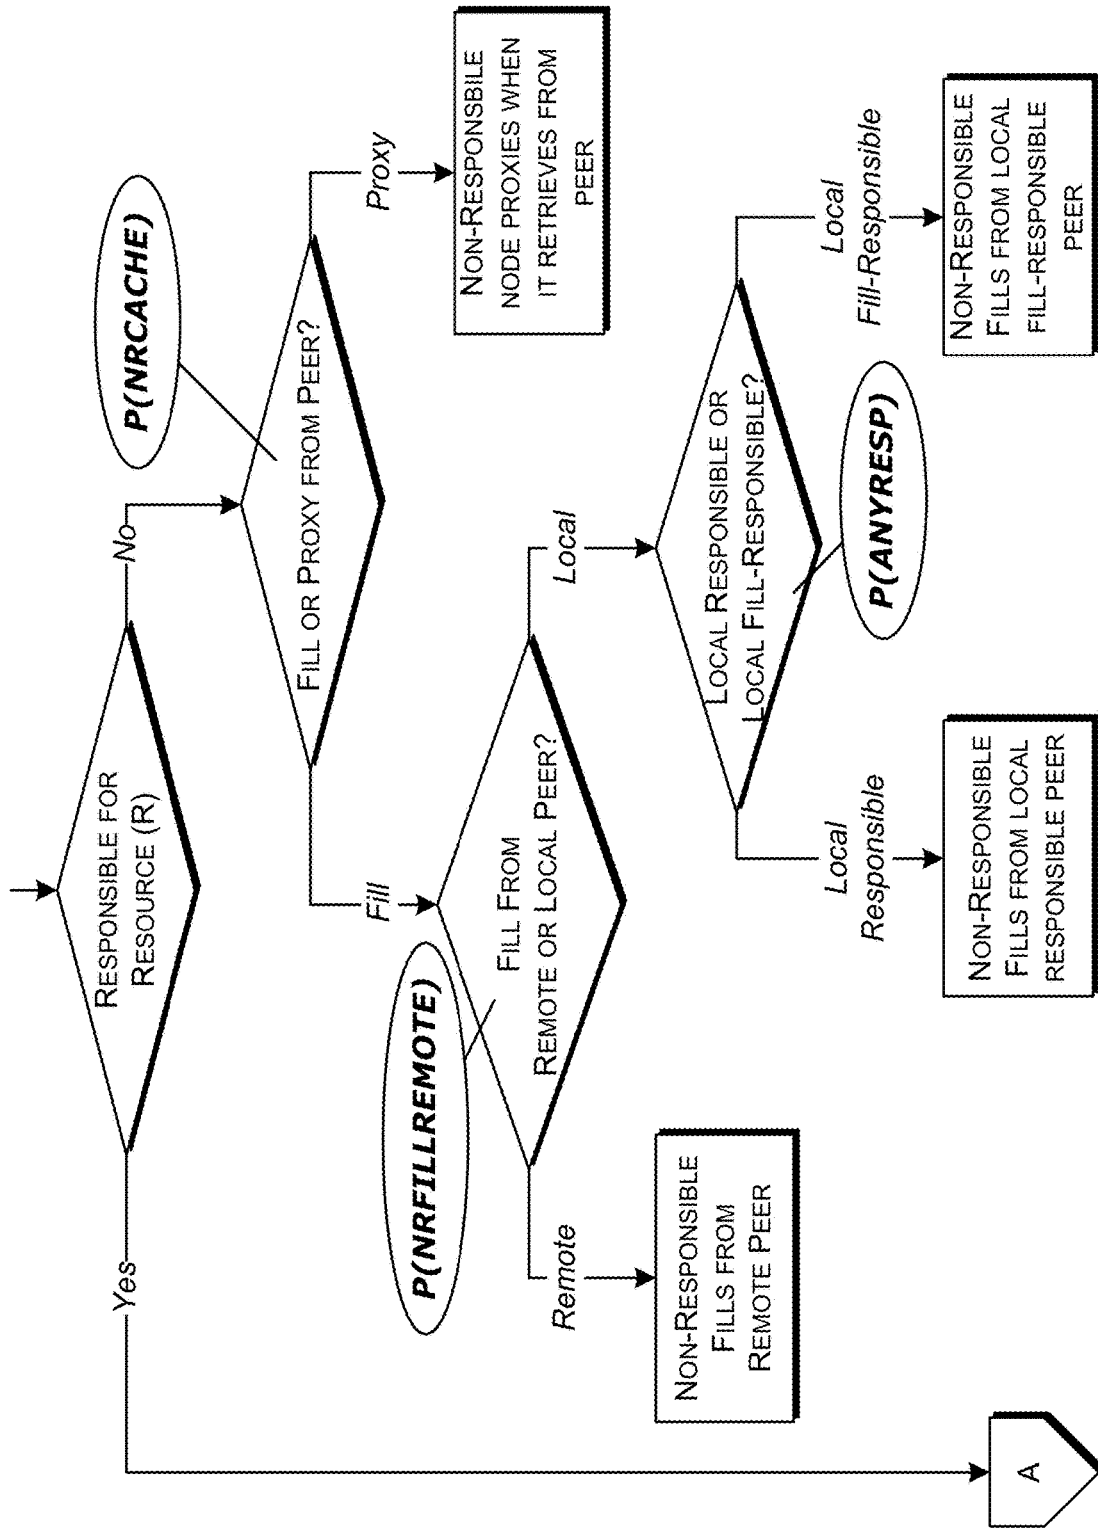 RESPONSIBLE FOR
RESOURCE (R)
Yes
No
P(NRCACHE)
FILL OR PROXY FROM PEER?
Fill
Proxy
NON-RESPONSBILE
NODE PROXIES WHEN
IT RETRIEVES FROM
PEER
P(NRFILLREMOTE)
FILL FROM
REMOTE OR LOCAL PEER?
Remote
Local
NON-RESPONSIBLE
FILLS FROM
REMOTE PEER
LOCAL RESPONSIBLE OR
LOCAL FILL-RESPONSIBLE?
P(ANYRESP)
Local
Responsible
Local
Fill-Responsible
NON-RESPONSIBLE
FILLS FROM LOCAL
RESPONSIBLE PEER
NON-RESPONSIBLE
FILLS FROM LOCAL
FILL-RESPONSIBLE
PEER
A